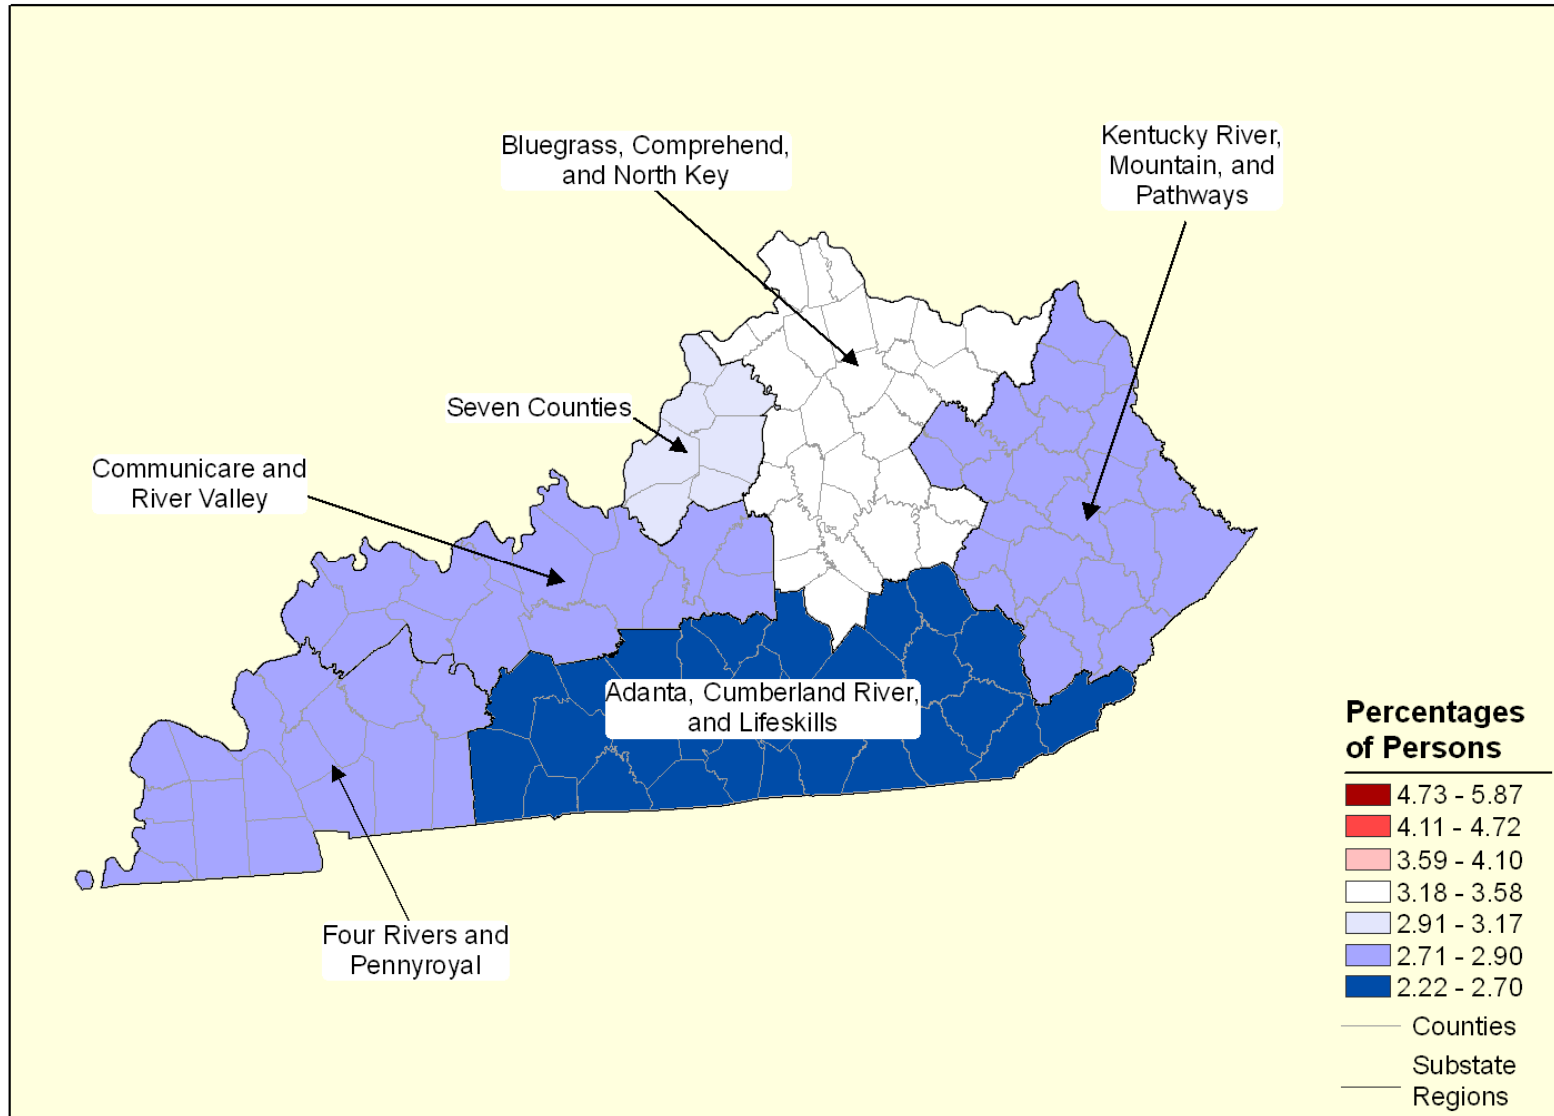 Bluegrass, Comprehend,
and North Key
Kentucky River,
Mountain, and
Pathways
Seven Counties
Communicare and
River Valley
Adanta, Cumberland River,
and Lifeskills
Four Rivers and
Pennyroyal
Percentages
of Persons
4.73 - 5.87
4.11 - 4.72
3.59 - 4.10
3.18 - 3.58
2.91 - 3.17
2.71 - 2.90
2.22 - 2.70
Counties
Substate
Regions